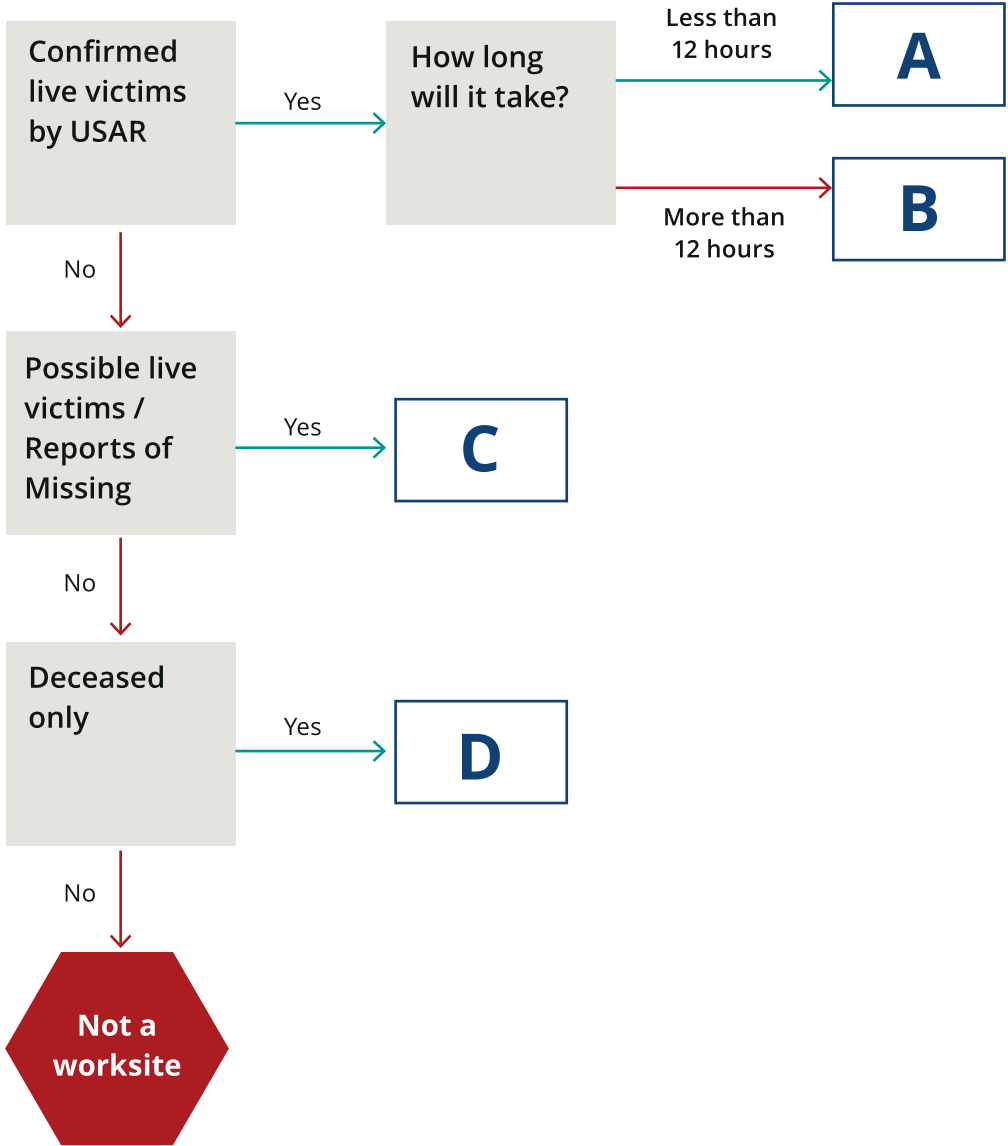 Confirmed
live victims
by USAR
Yes
How long
will it take?
Less than
12 hours
A
More than
12 hours
B
No
Possible live
victims /
Reports of
Missing
Yes
C
No
Deceased
only
Yes
D
No
Not a
worksite